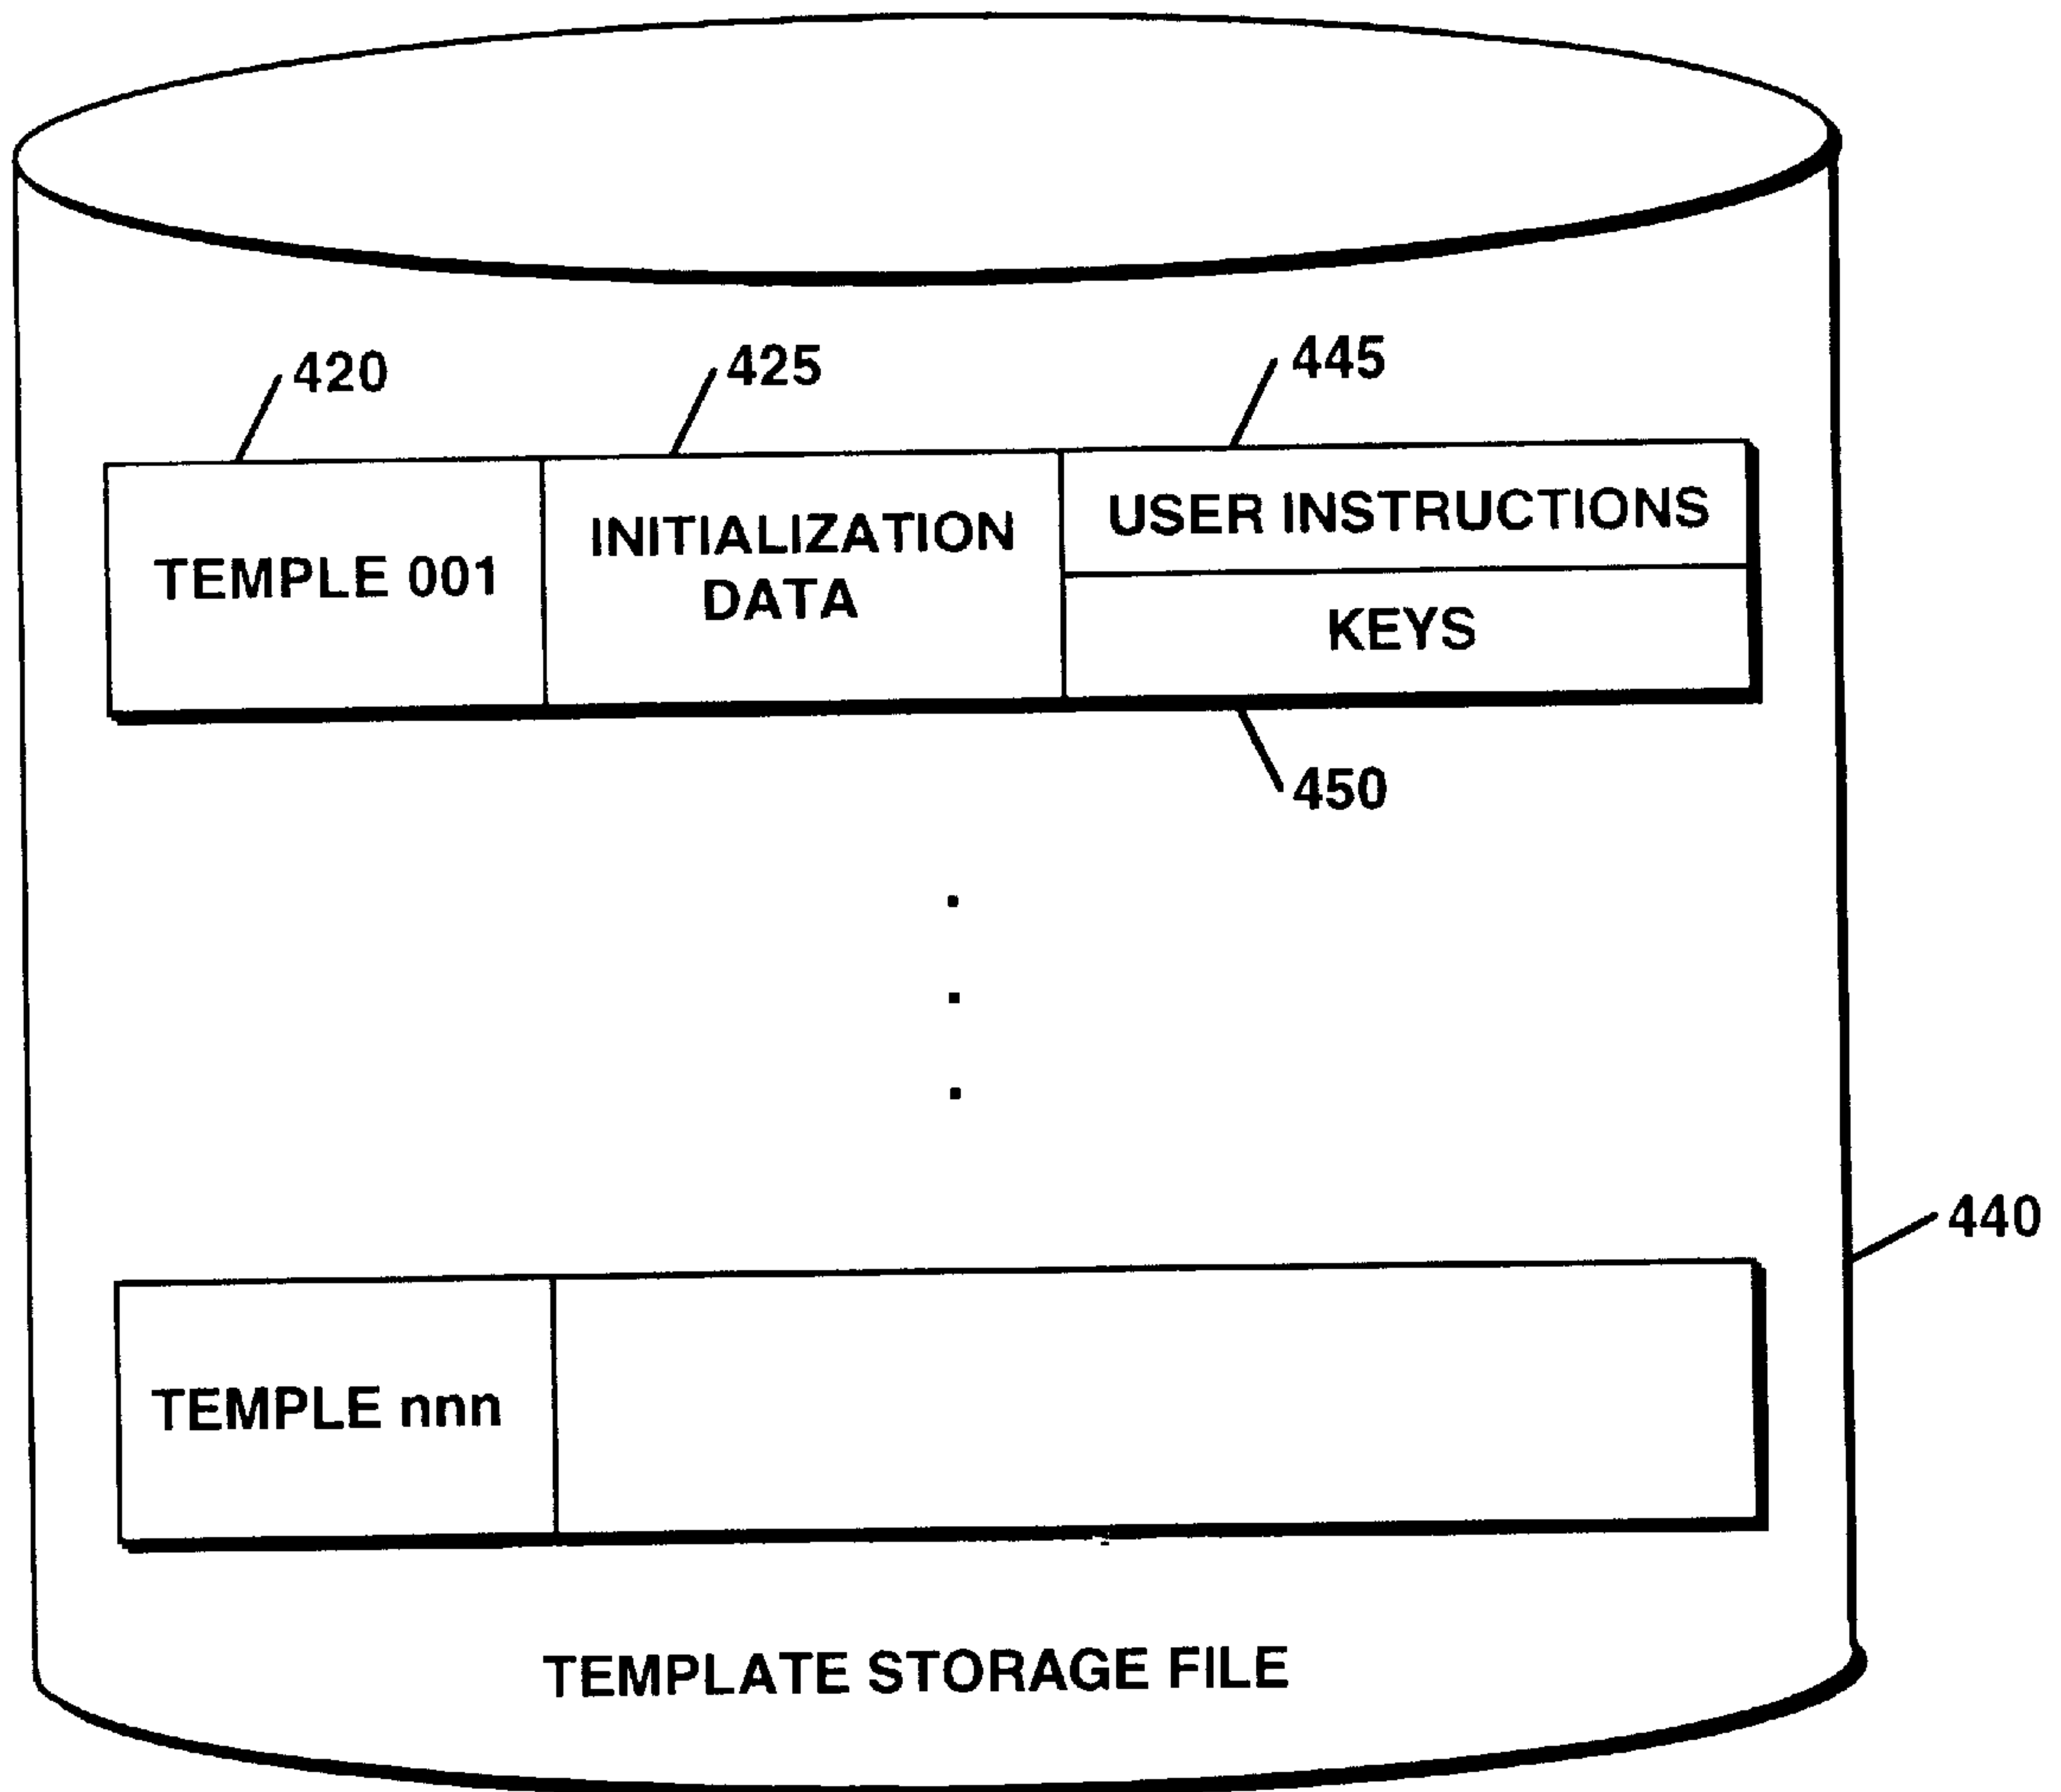 420
425
445
TEMPLE 001
INITIALIZATION
DATA
USER INSTRUCTIONS
KEYS
450
440
TEMPLE nnn
TEMPLATE STORAGE FILE